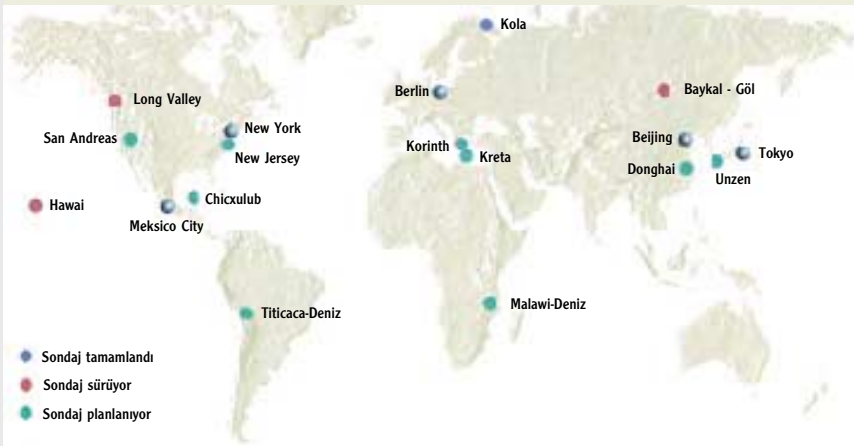 Kola
Long Valley
Berlin
Baykal - Göl
San Andreas
New York
New Jersey
Korinth
Kreta
Beijing
Tokyo
Donghai
Unzen
Hawai
Chicxulub
Meksico City
Titicaca-Deniz
Malawi-Deniz
Sondaj tamamlandı
Sondaj sürüyor
Sondaj planlanıyor